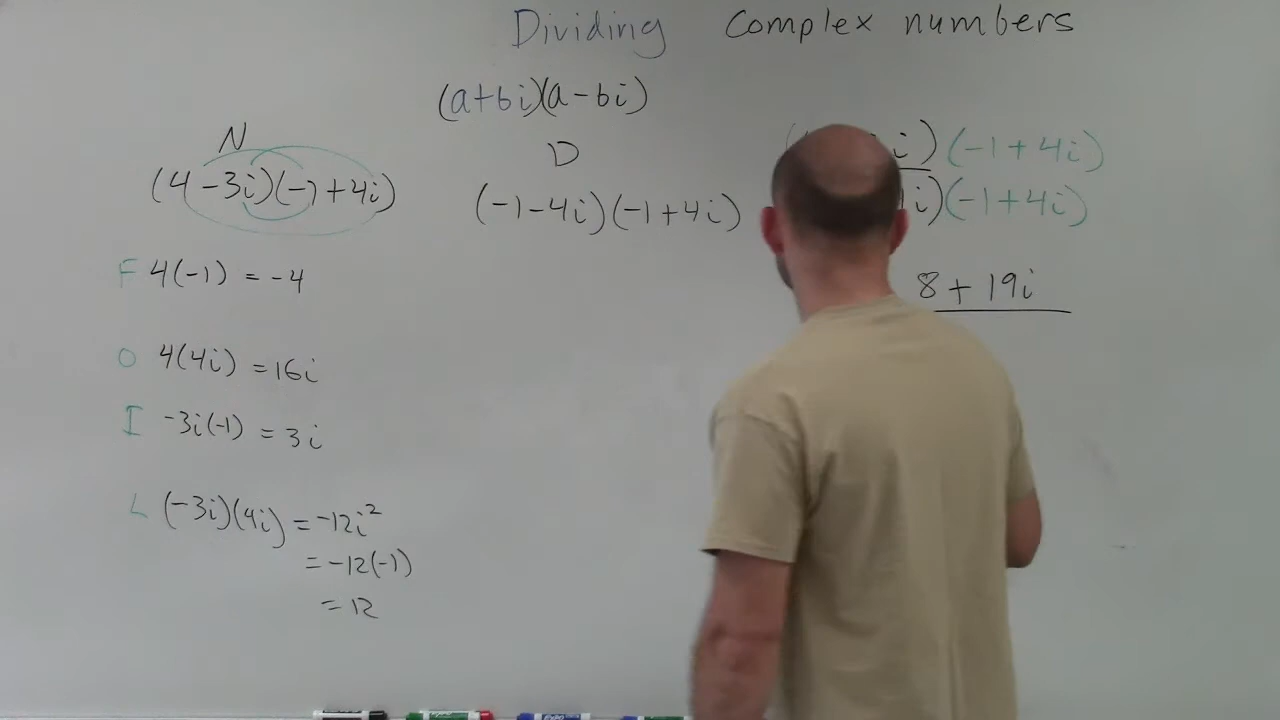 Dividing Complex numbers
(a+bi)(a-bi)
N
(4-3i)(-1+4i)
F 4(-1) = -4
O 4(4i) = 16i
I -3i(-1) = 3i
L (-3i)(4i) = -12i²
= -12(-1)
= 12
D
(-1-4i)(-1+4i)
i)(-1+4i)
i)(-1+4i)
8 + 19i